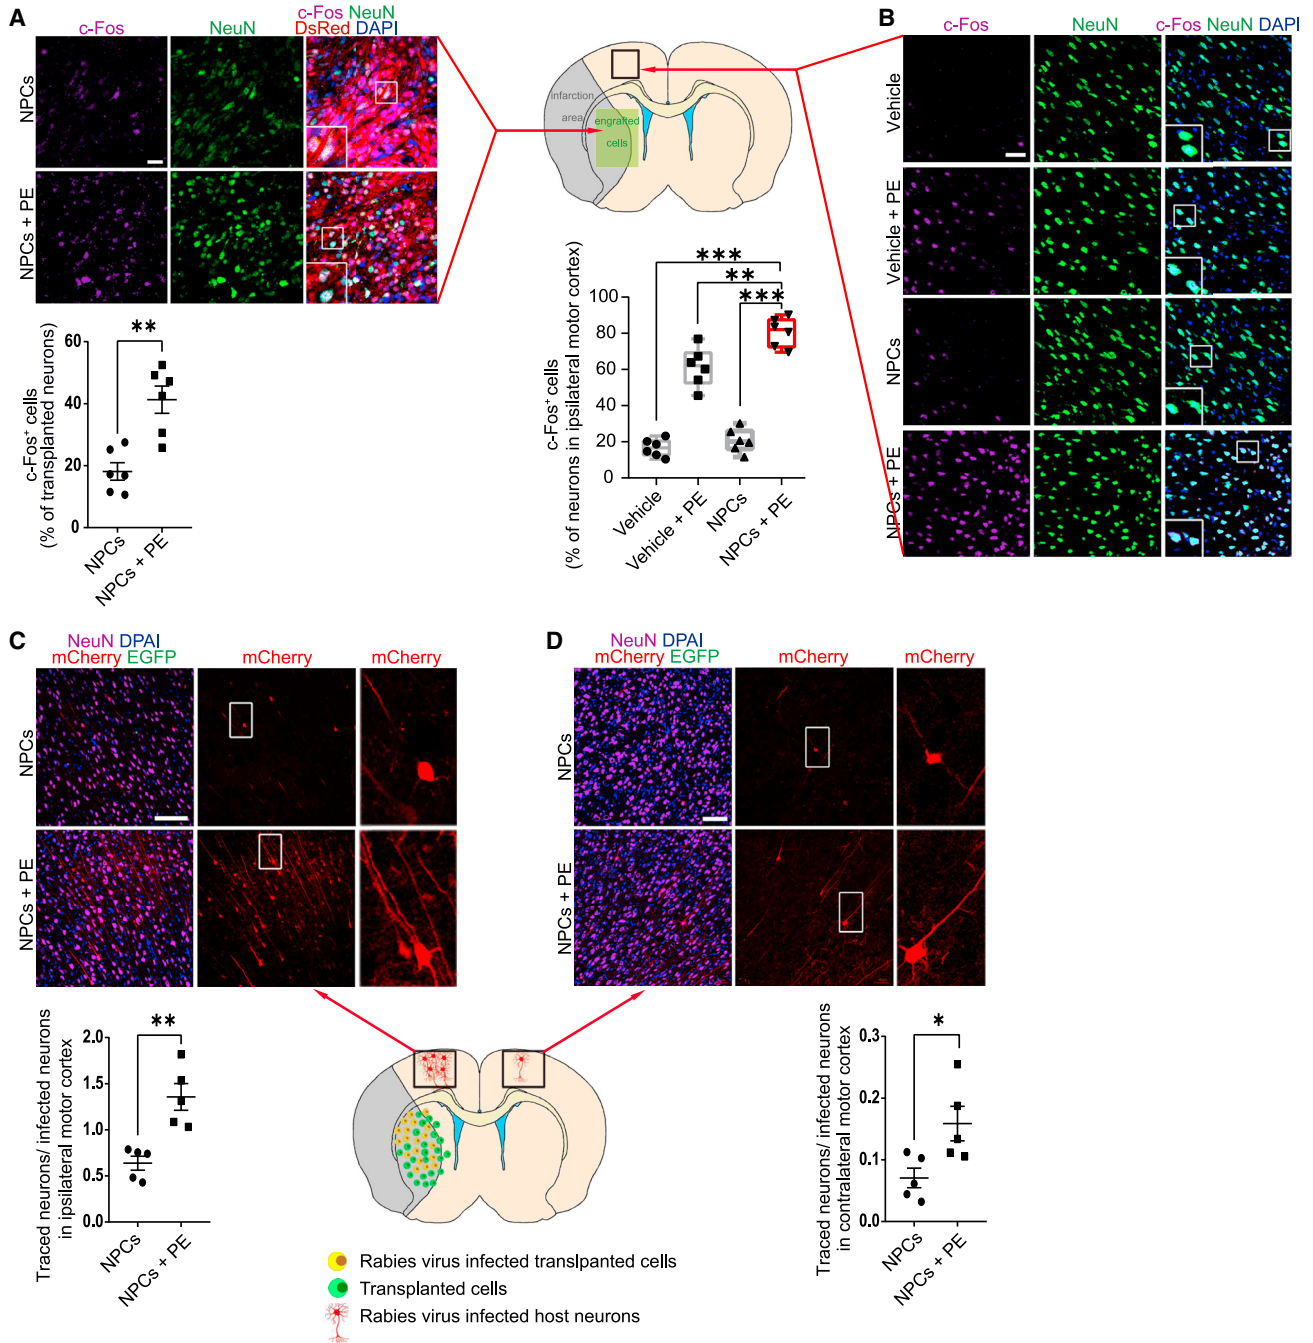 A
c-Fos
NeuN
c-Fos NeuN
DsRed DAPI
NPCs
NPCs + PE
**
60
40
20
0
c-Fos⁺ cells
(% of transplanted neurons)
NPCs
NPCs + PE
infarction
area
engrafted
cells
***
**
***
100
80
60
40
20
0
c-Fos⁺ cells
(% of neurons in ipsilateral motor cortex)
Vehicle
Vehicle + PE
NPCs
NPCs + PE
B
c-Fos
NeuN
c-Fos NeuN DAPI
Vehicle
Vehicle + PE
NPCs
NPCs + PE
C
NeuN DPAI
mCherry EGFP
mCherry
mCherry
NPCs
NPCs + PE
**
2.0
1.5
1.0
0.5
0.0
Traced neurons/ infected neurons
in ipsilateral motor cortex
NPCs
NPCs + PE
D
NeuN DPAI
mCherry EGFP
mCherry
mCherry
NPCs
NPCs + PE
*
0.3
0.2
0.1
0.0
Traced neurons/ infected neurons
in contralateral motor cortex
NPCs
NPCs + PE
Rabies virus infected translpanted cells
Transplanted cells
Rabies virus infected host neurons